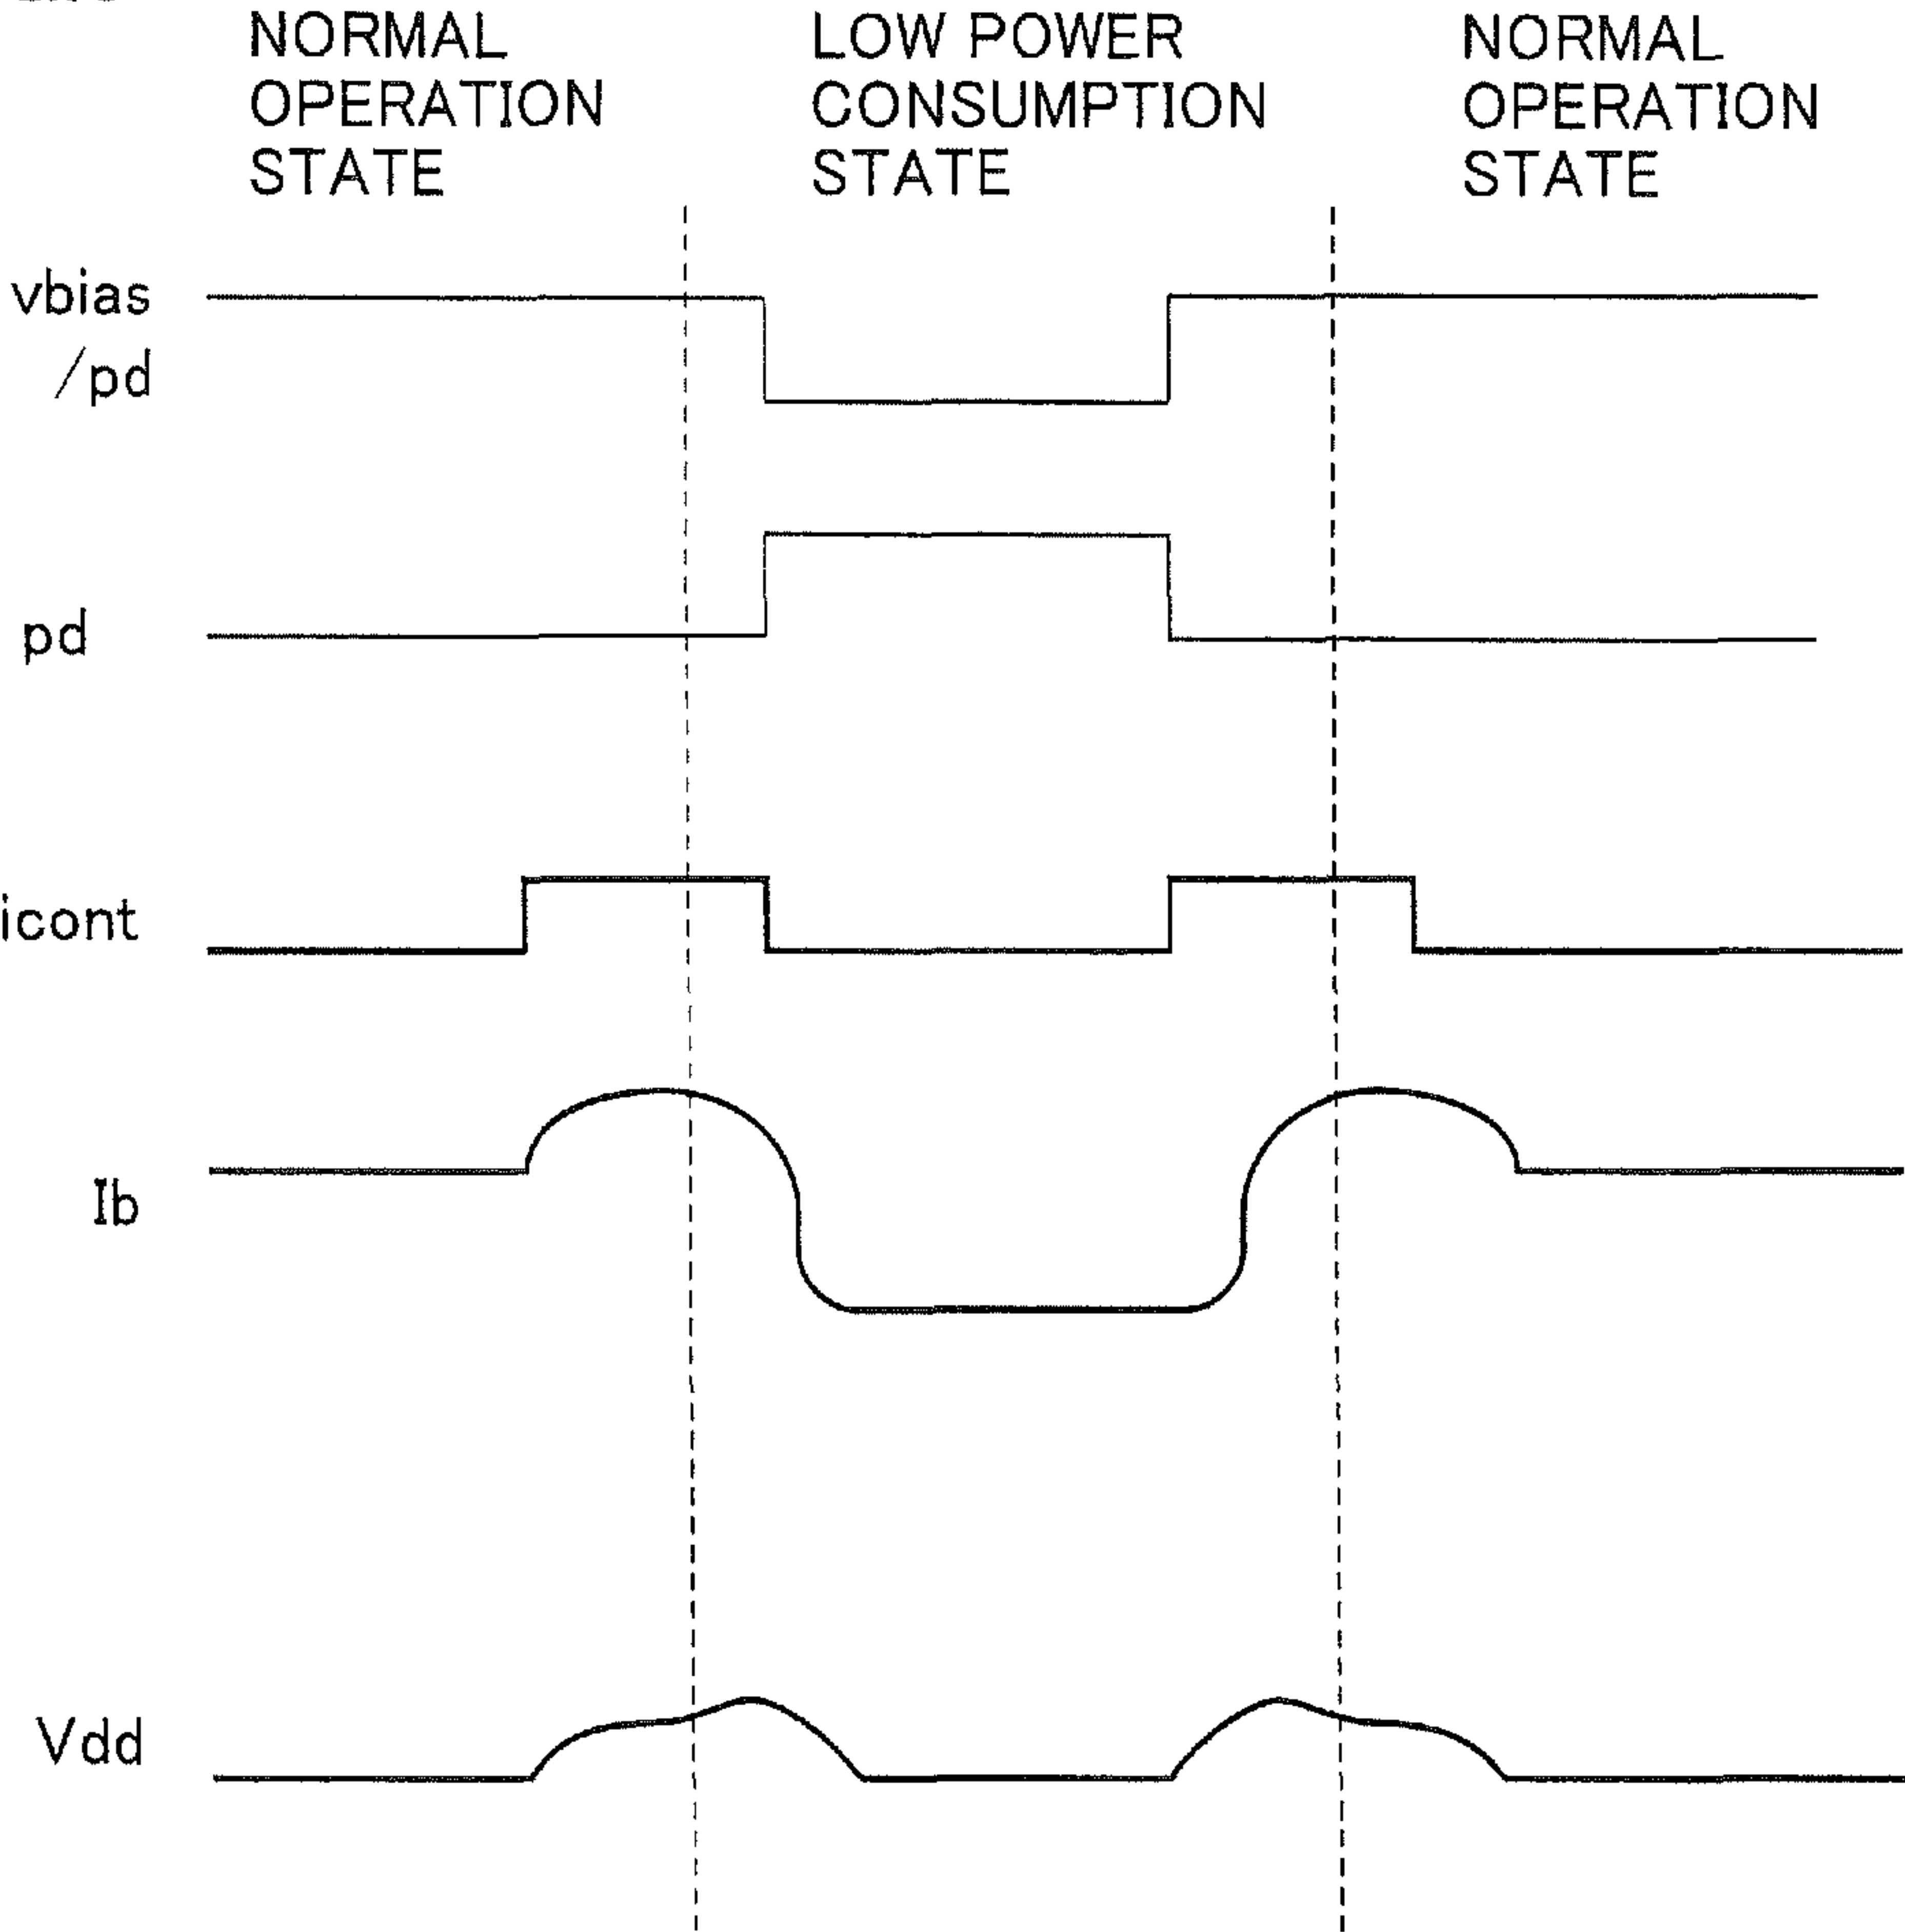 NORMAL
OPERATION
STATE
LOW POWER
CONSUMPTION
STATE
NORMAL
OPERATION
STATE
vbias
/pd
pd
icont
Ib
Vdd